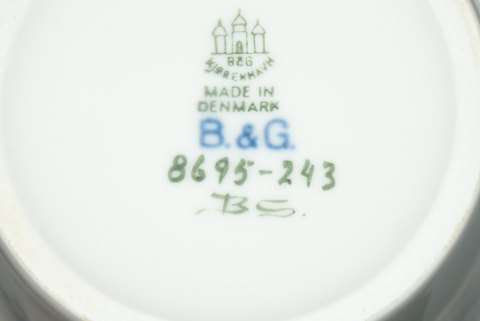 B&G
KJØBENHAVN
MADE IN
DENMARK
B.&G.
8695-243
BS.